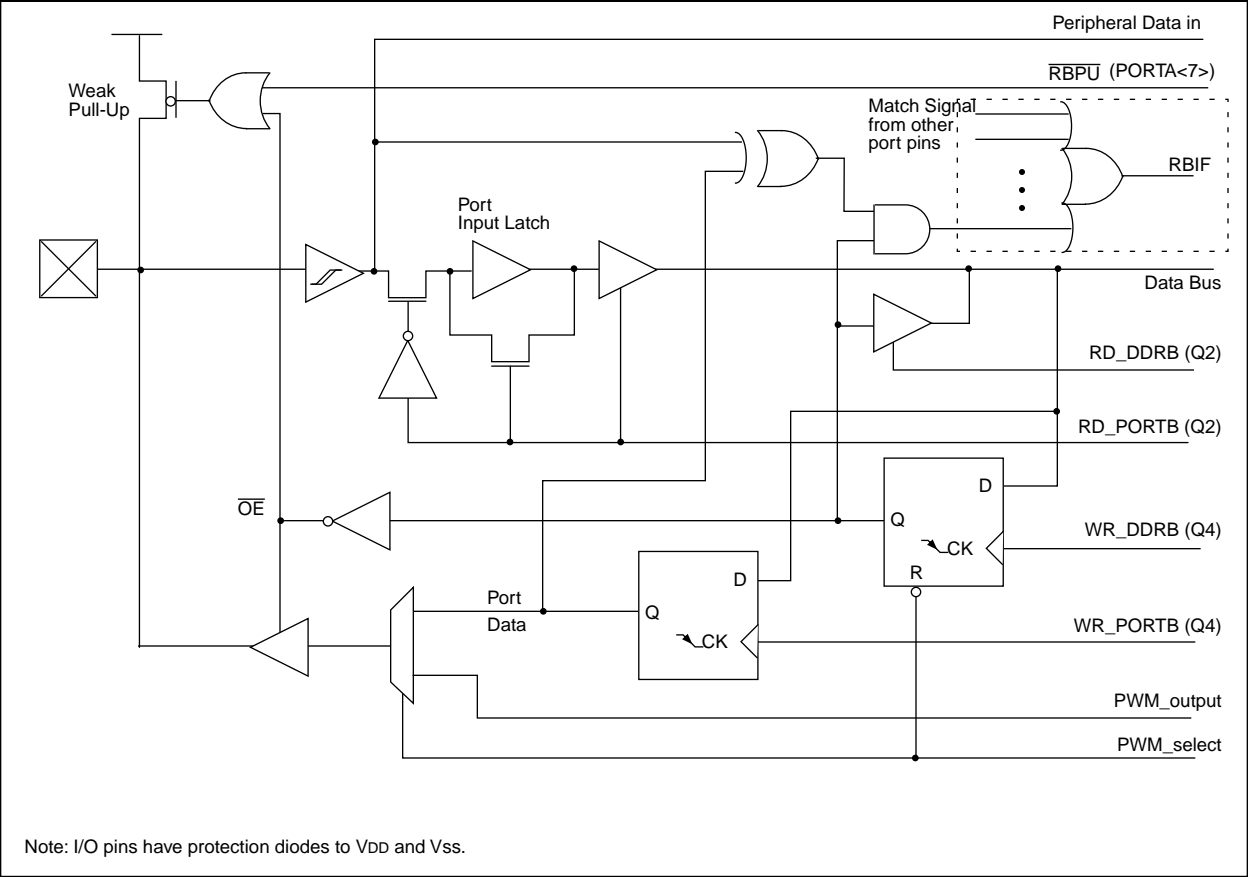 Peripheral Data in
RBPU (PORTA<7>)
Weak
Pull-Up
Match Signal
from other
port pins
RBIF
Port
Input Latch
Data Bus
RD_DDRB (Q2)
RD_PORTB (Q2)
D
OE
Q
CK
WR_DDRB (Q4)
R
D
Port
Data
Q
CK
WR_PORTB (Q4)
PWM_output
PWM_select
Note: I/O pins have protection diodes to VDD and Vss.